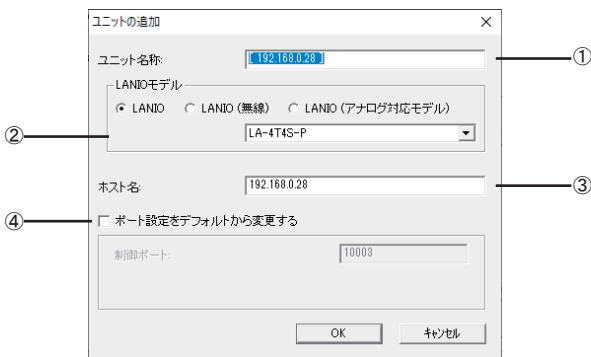 ユニットの追加
ユニット名称: [ 192.168.0.28 ] ①
LANIOモデル
LANIO LANIO (無線) LANIO (アナログ対応モデル)
② LA-4T4S-P
ホスト名: 192.168.0.28 ③
④ ポート設定をデフォルトから変更する
制御ポート: 10003
OK キャンセル